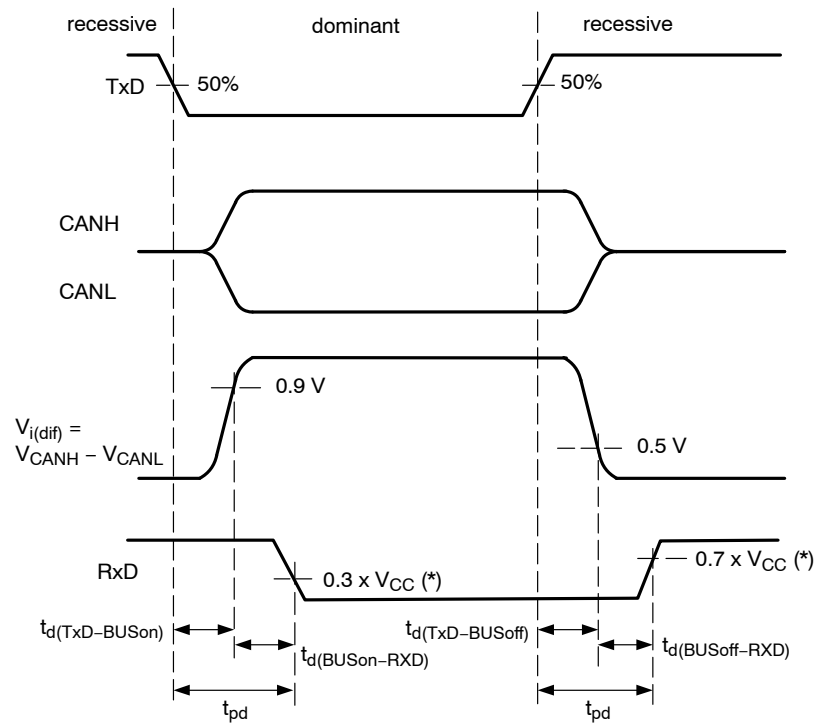 recessive dominant recessive
TxD 50% 50%
CANH
CANL
0.9 V
V_i(dif) =
V_CANH – V_CANL
0.5 V
RxD 0.3 x V_CC (*) 0.7 x V_CC (*)
t_d(TxD–BUSon) t_d(BUSon–RXD) t_d(TxD–BUSoff) t_d(BUSoff–RXD)
t_pd t_pd